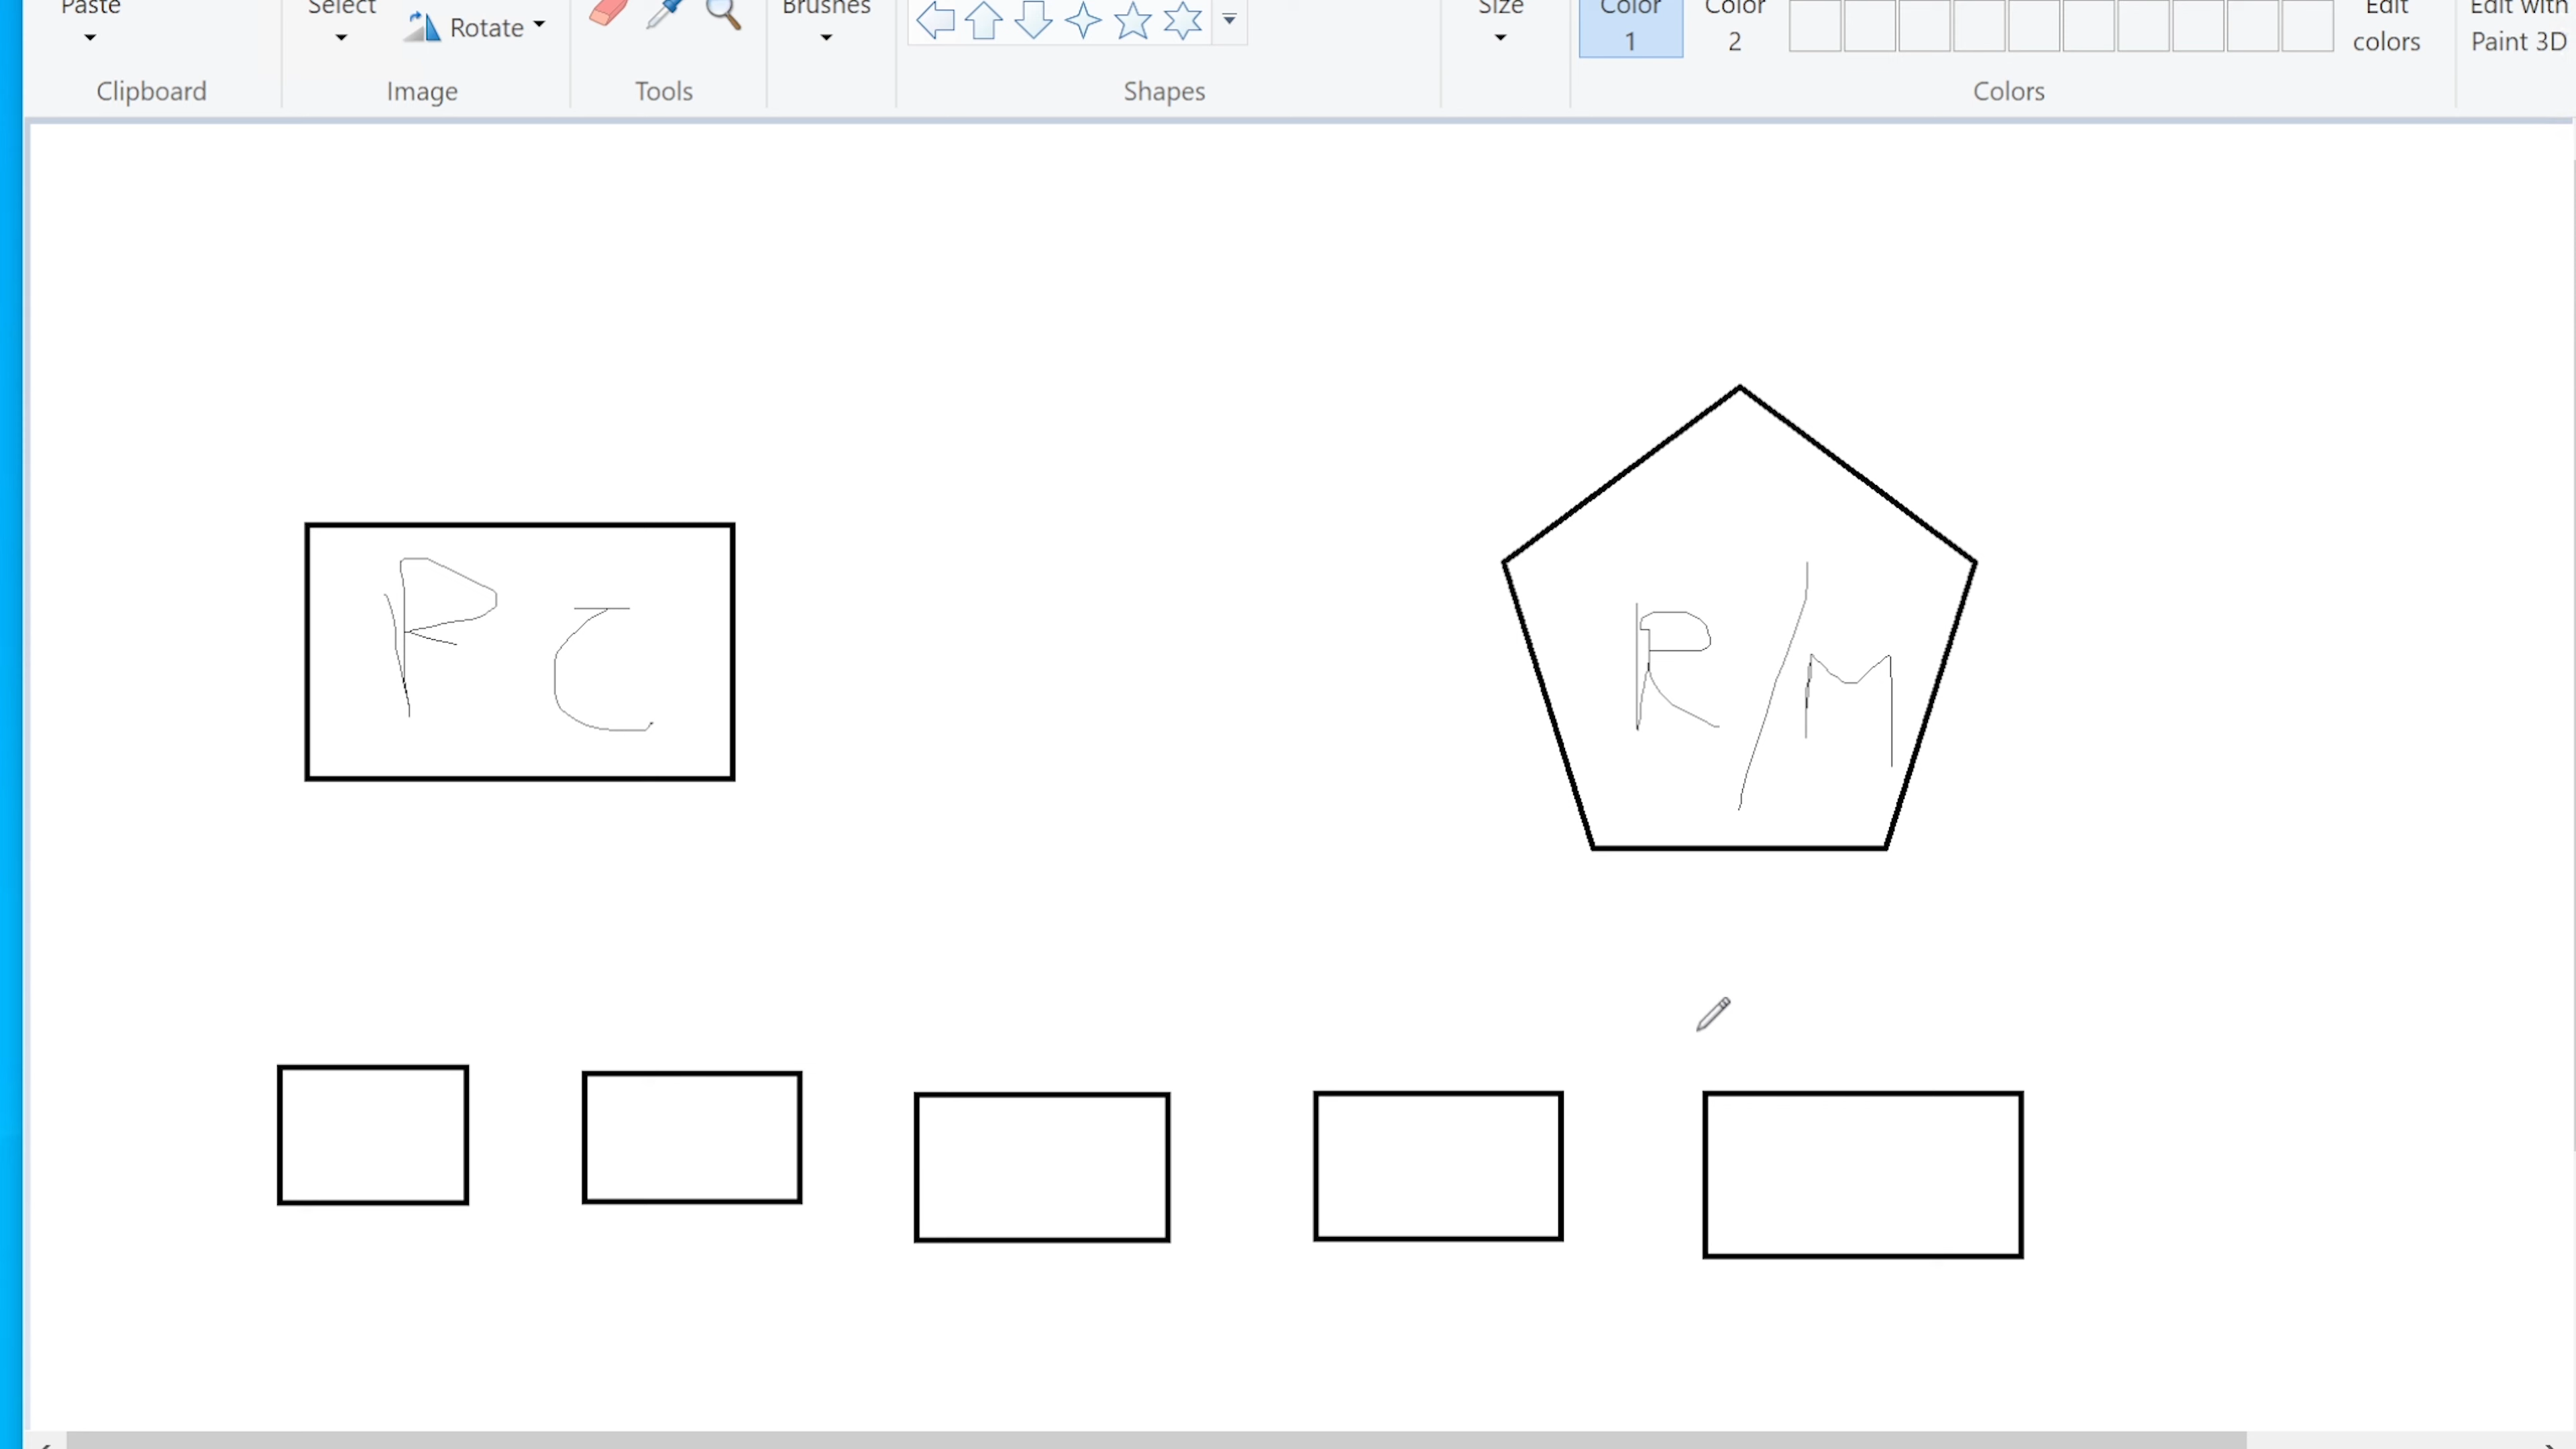 Paste Select Rotate Brushes Size Color 1 Color 2 Edit colors Edit with Paint 3D
Clipboard Image Tools Shapes Colors
PC
R/M